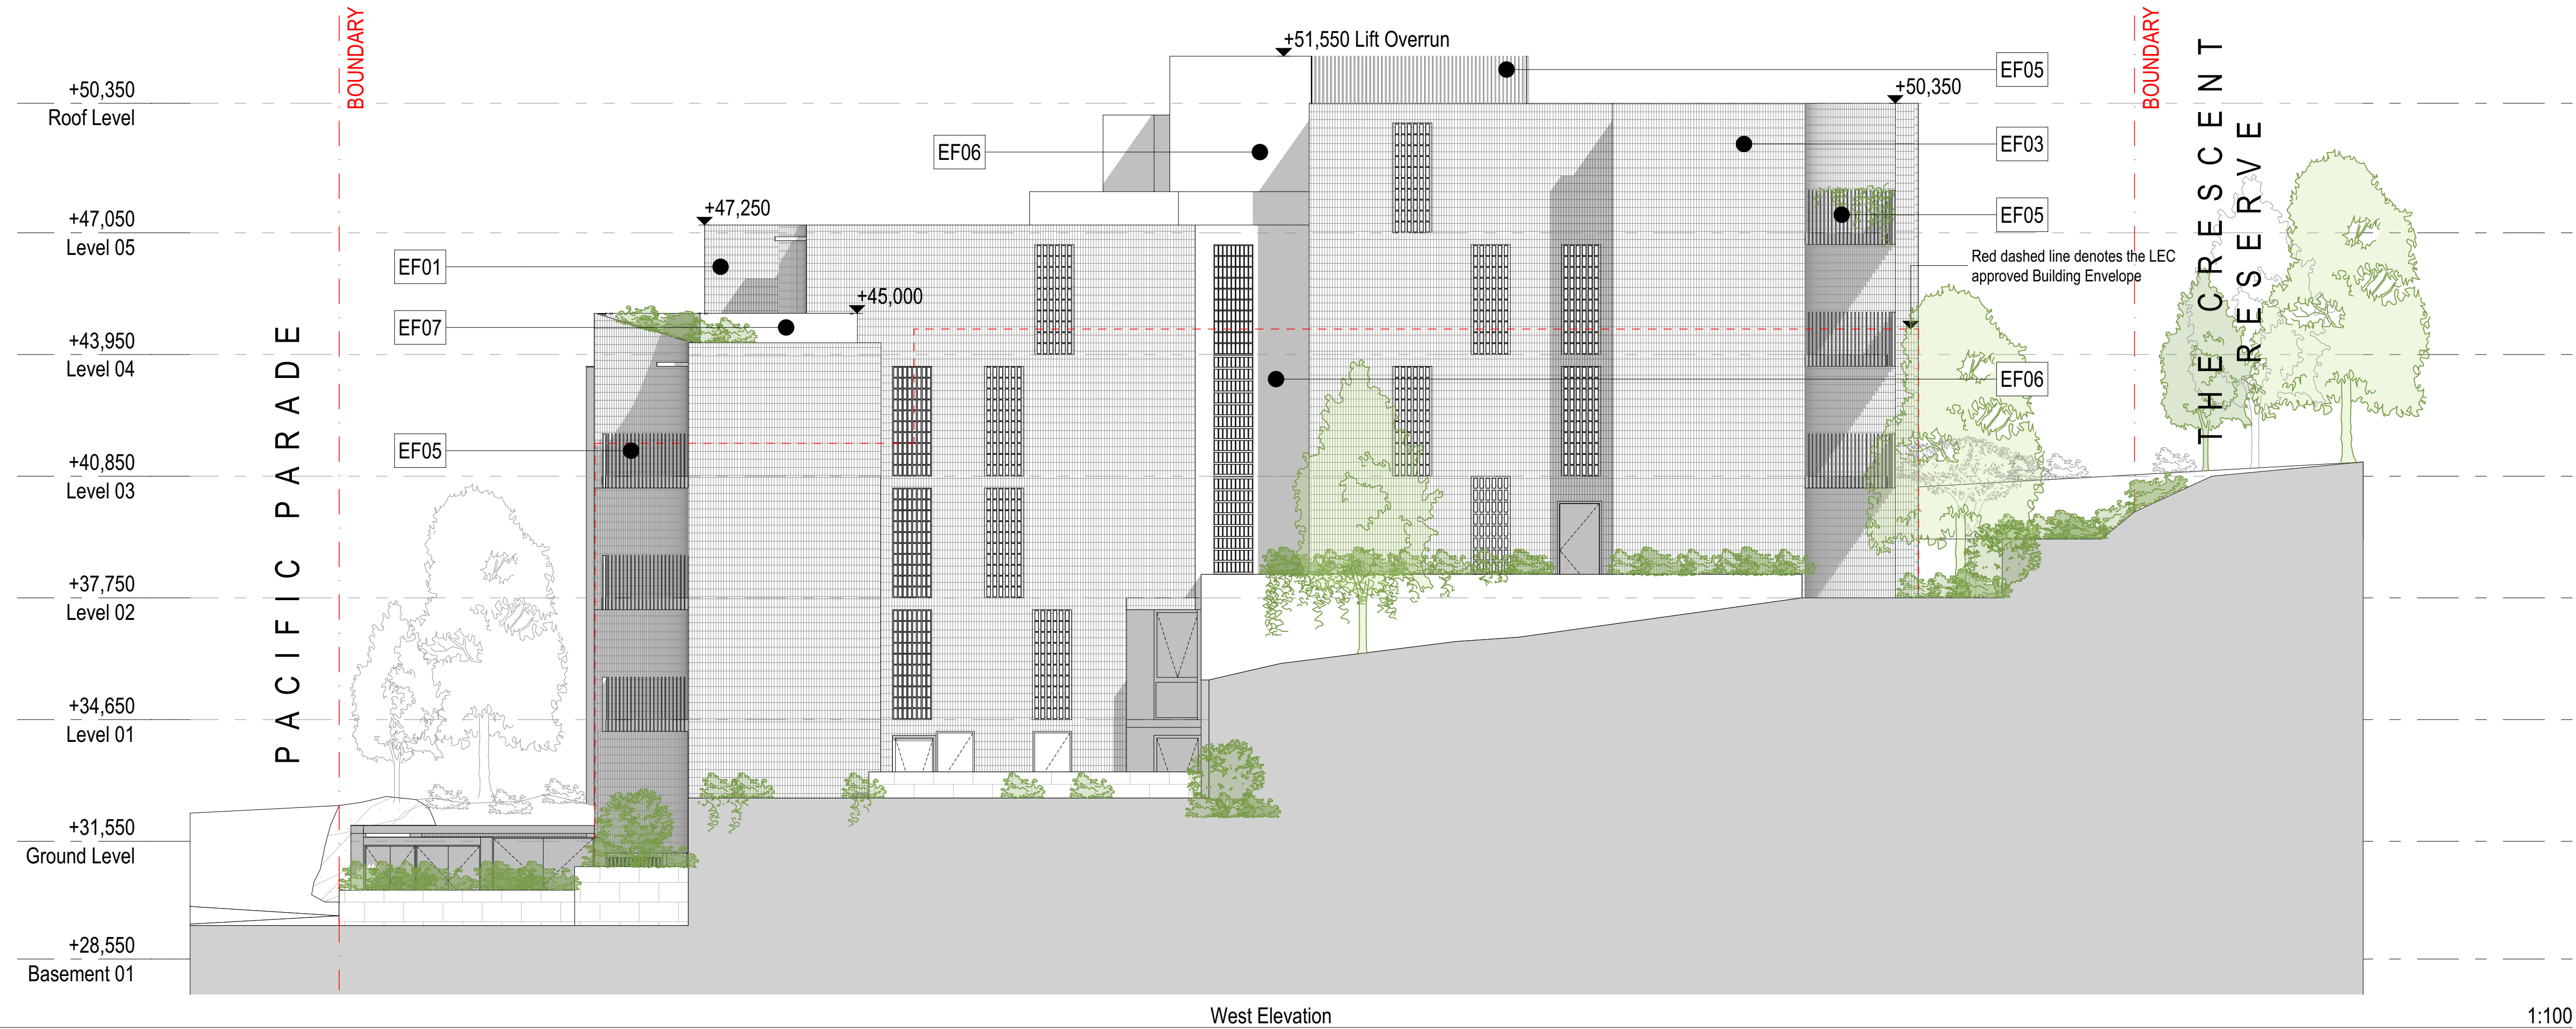 BOUNDARY
BOUNDARY
+51,550 Lift Overrun
EF05
+50,350
Roof Level
+50,350
EF03
EF06
THE CRESCENT
RESERVE
+47,250
+47,050
Level 05
EF05
EF01
Red dashed line denotes the LEC
approved Building Envelope
+45,000
EF07
+43,950
Level 04
EF06
PACIFIC PARADE
EF05
+40,850
Level 03
+37,750
Level 02
+34,650
Level 01
+31,550
Ground Level
+28,550
Basement 01
West Elevation
1:100